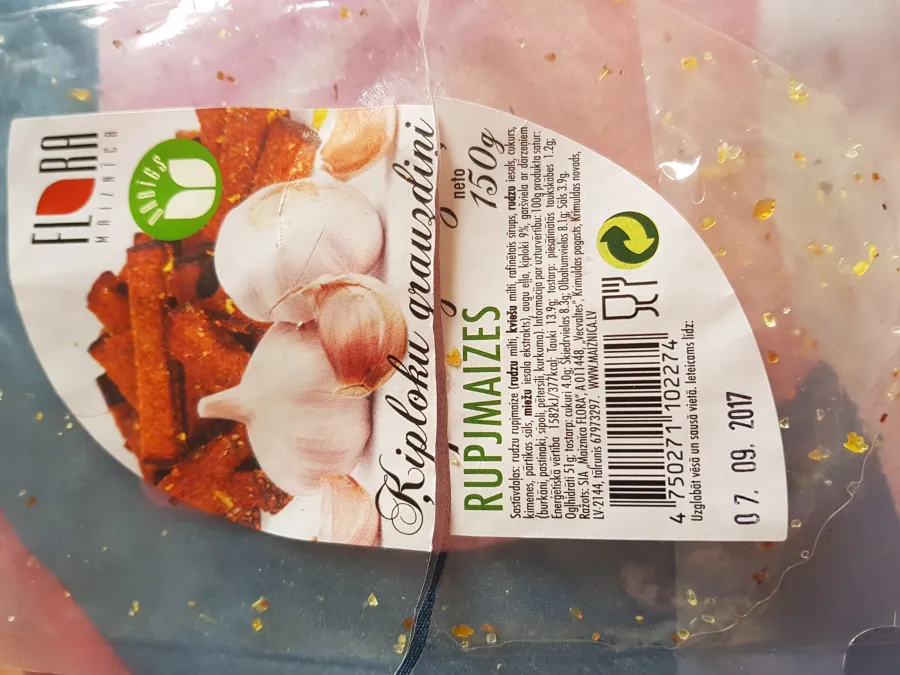 FLORA
MAIZNĪCA
DABĪGS
Ķiploku grauzdiņi
neto
150g
RUPJMAIZES
Sastāvdaļas: rudzu rupjmaize (rudzu milti, kviešu milti, rafinētais sīrups, rudzu iesals, cukurs,
ķimenes, pārtikas sāls, miežu iesala ekstrakts), augu eļļa, ķiploki 9%, garšviela ar dārzeņiem
(burkāni, pastinaki, sīpoli, pētersīļi, kurkuma). Informācija par uzturvērtību: 100g produkta satur:
Enerģētiskā vērtība 1582kJ/377kcal; Tauki 13.9g; tostarp: piesātinātās taukskābes 1.2g;
Ogļhidrāti 51g; tostarp: cukuri 4.0g; Šķiedrvielas 8.3g; Olbaltumvielas 8.1g; Sāls 3.9g.
Ražots: SIA „Maiznīca FLORA", A 011448, „Vecvaltes", Krimuldas pagasts, Krimuldas novads,
LV-2144, tālrunis 67973297. WWW.MAIZNICA.LV
4 750271 102274
Uzglabāt vēsā un sausā vietā. Ieteicams līdz:
07. 09. 2017